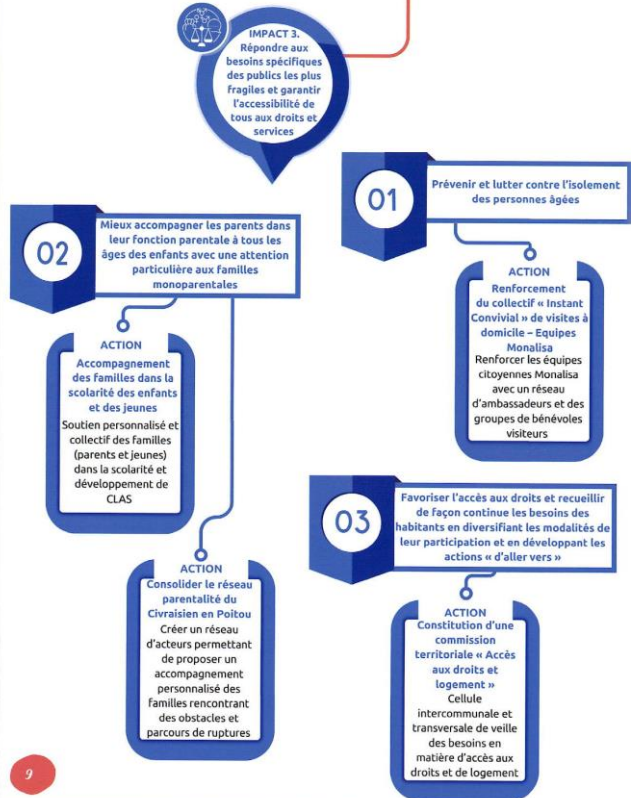 IMPACT 3.
Répondre aux
besoins spécifiques
des publics les plus
fragiles et garantir
l'accessibilité de
tous aux droits et
services
01
Prévenir et lutter contre l'isolement
des personnes âgées
ACTION
Renforcement
du collectif « Instant
Convivial » de visites à
domicile – Equipes
Monalisa
Renforcer les équipes
citoyennes Monalisa
avec un réseau
d'ambassadeurs et des
groupes de bénévoles
visiteurs
02
Mieux accompagner les parents dans
leur fonction parentale à tous les
âges des enfants avec une attention
particulière aux familles
monoparentales
ACTION
Accompagnement
des familles dans la
scolarité des enfants
et des jeunes
Soutien personnalisé et
collectif des familles
(parents et jeunes)
dans la scolarité et
développement de
CLAS
ACTION
Consolider le réseau
parentalité du
Civraisien en Poitou
Créer un réseau
d'acteurs permettant
de proposer un
accompagnement
personnalisé des
familles rencontrant
des obstacles et
parcours de ruptures
03
Favoriser l'accès aux droits et recueillir
de façon continue les besoins des
habitants en diversifiant les modalités de
leur participation et en développant les
actions « d'aller vers »
ACTION
Constitution d'une
commission
territoriale « Accès
aux droits et
logement »
Cellule
intercommunale et
transversale de veille
des besoins en
matière d'accès aux
droits et de logement
9